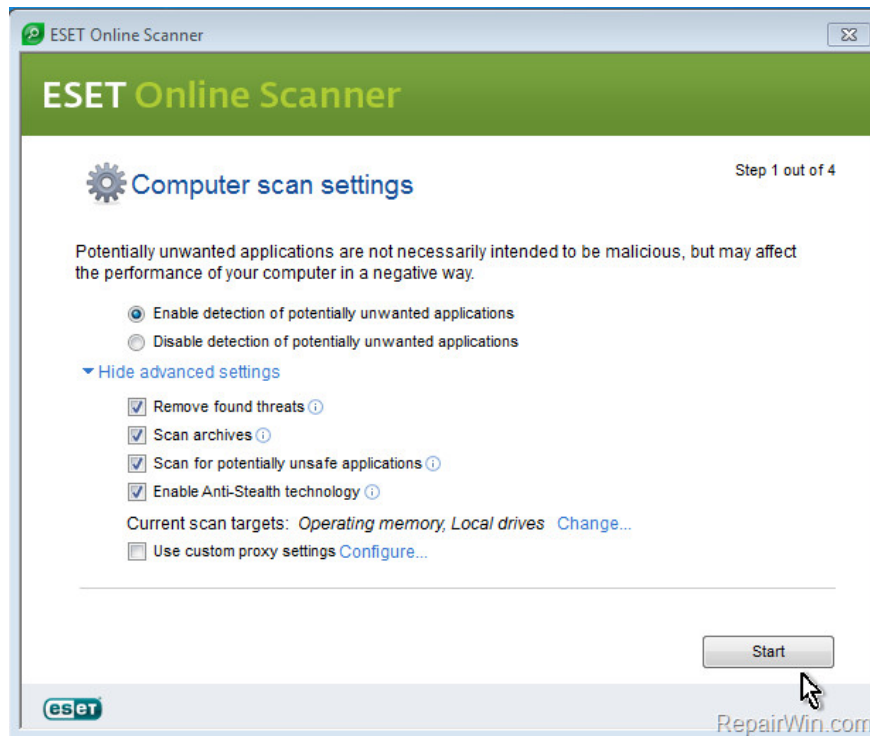 ESET Online Scanner
ESET Online Scanner
Computer scan settings
Step 1 out of 4
Potentially unwanted applications are not necessarily intended to be malicious, but may affect
the performance of your computer in a negative way.
Enable detection of potentially unwanted applications
Disable detection of potentially unwanted applications
Hide advanced settings
Remove found threats
Scan archives
Scan for potentially unsafe applications
Enable Anti-Stealth technology
Current scan targets: Operating memory, Local drives Change...
Use custom proxy settings Configure...
Start
eseT
RepairWin.com